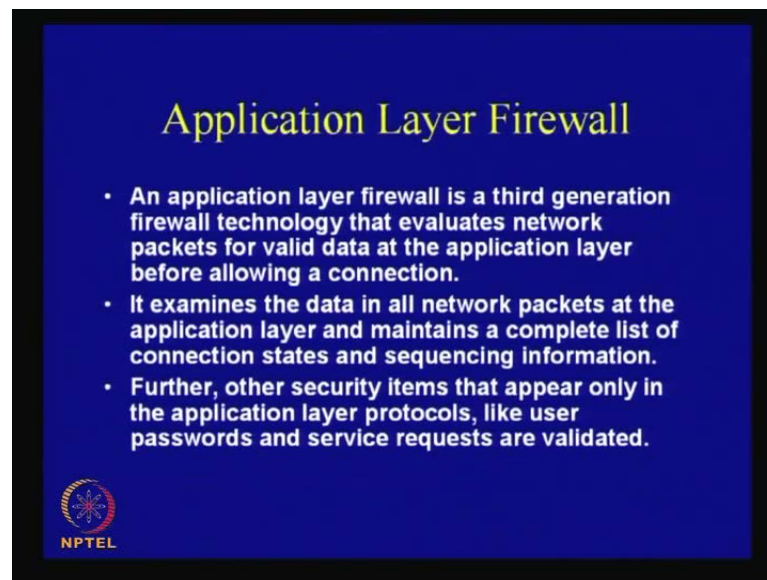 Application Layer Firewall
• An application layer firewall is a third generation
firewall technology that evaluates network
packets for valid data at the application layer
before allowing a connection.
• It examines the data in all network packets at the
application layer and maintains a complete list of
connection states and sequencing information.
• Further, other security items that appear only in
the application layer protocols, like user
passwords and service requests are validated.
NPTEL